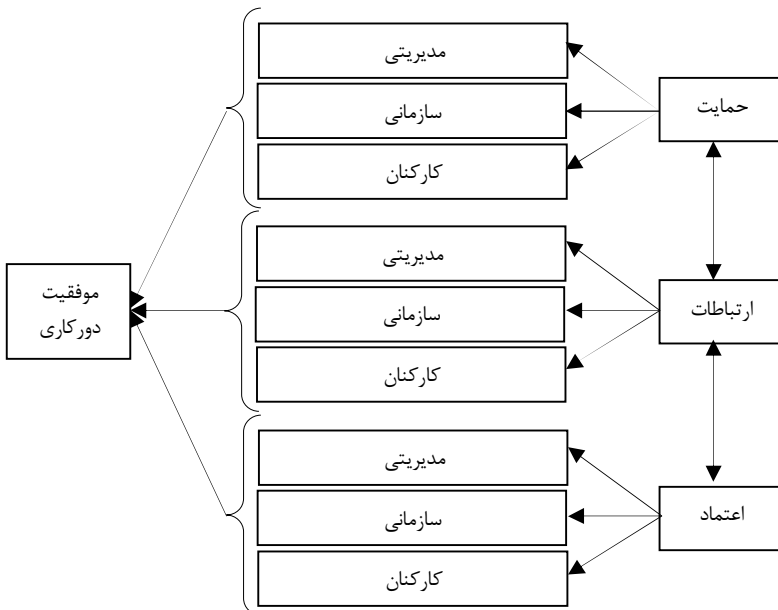 حمایت
مدیریتی
سازمانی
کارکنان
ارتباطات
مدیریتی
سازمانی
کارکنان
اعتماد
مدیریتی
سازمانی
کارکنان
موفقیت
دورکاری